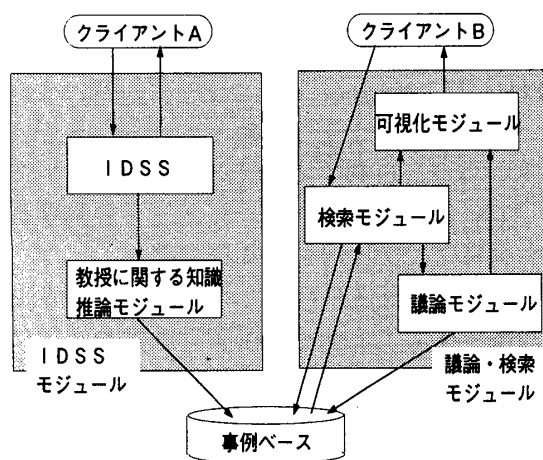 クライアントA
クライアントB
IDSS
教授に関する知識
推論モジュール
IDSS
モジュール
可視化モジュール
検索モジュール
議論モジュール
議論・検索
モジュール
事例ベース